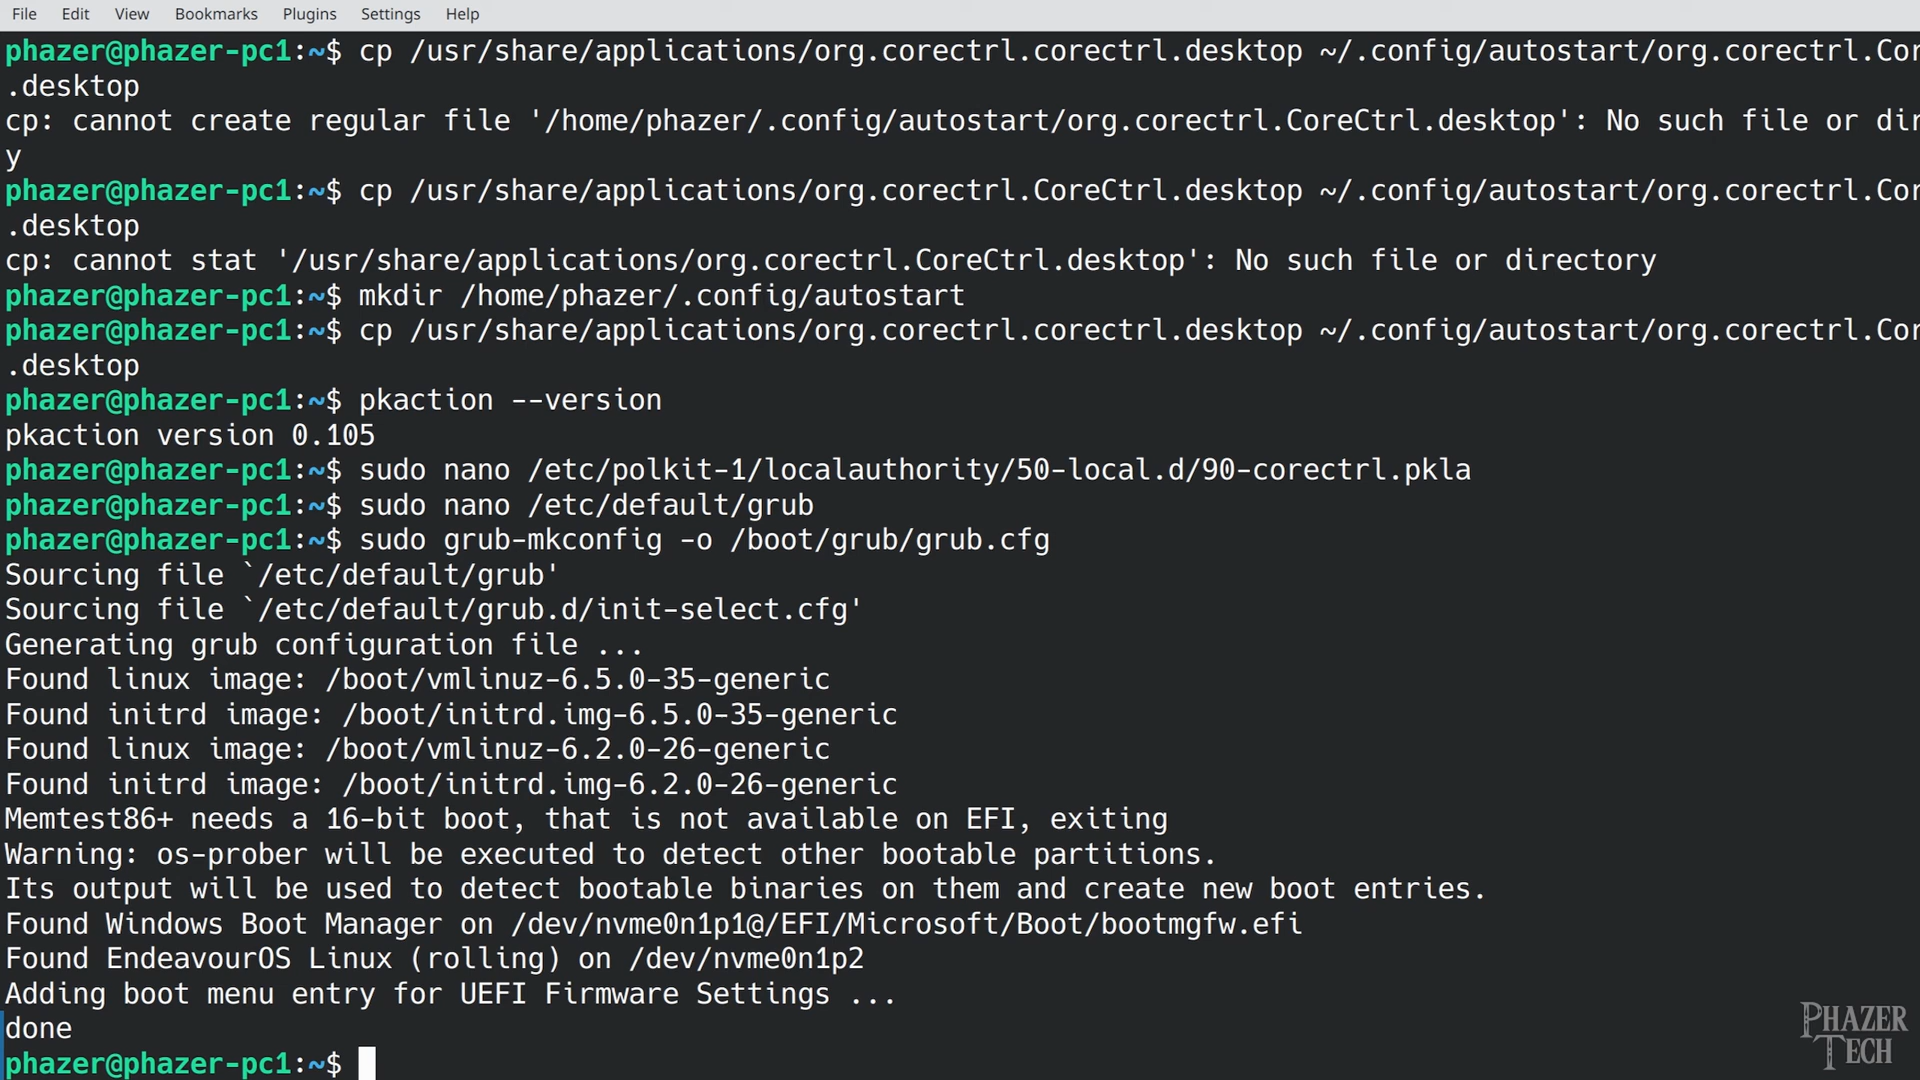 File Edit View Bookmarks Plugins Settings Help
phazer@phazer-pc1:~$ cp /usr/share/applications/org.corectrl.corectrl.desktop ~/.config/autostart/org.corectrl.Cor
.desktop
cp: cannot create regular file '/home/phazer/.config/autostart/org.corectrl.CoreCtrl.desktop': No such file or dir
y
phazer@phazer-pc1:~$ cp /usr/share/applications/org.corectrl.CoreCtrl.desktop ~/.config/autostart/org.corectrl.Cor
.desktop
cp: cannot stat '/usr/share/applications/org.corectrl.CoreCtrl.desktop': No such file or directory
phazer@phazer-pc1:~$ mkdir /home/phazer/.config/autostart
phazer@phazer-pc1:~$ cp /usr/share/applications/org.corectrl.corectrl.desktop ~/.config/autostart/org.corectrl.Cor
.desktop
phazer@phazer-pc1:~$ pkaction --version
pkaction version 0.105
phazer@phazer-pc1:~$ sudo nano /etc/polkit-1/localauthority/50-local.d/90-corectrl.pkla
phazer@phazer-pc1:~$ sudo nano /etc/default/grub
phazer@phazer-pc1:~$ sudo grub-mkconfig -o /boot/grub/grub.cfg
Sourcing file `/etc/default/grub'
Sourcing file `/etc/default/grub.d/init-select.cfg'
Generating grub configuration file ...
Found linux image: /boot/vmlinuz-6.5.0-35-generic
Found initrd image: /boot/initrd.img-6.5.0-35-generic
Found linux image: /boot/vmlinuz-6.2.0-26-generic
Found initrd image: /boot/initrd.img-6.2.0-26-generic
Memtest86+ needs a 16-bit boot, that is not available on EFI, exiting
Warning: os-prober will be executed to detect other bootable partitions.
Its output will be used to detect bootable binaries on them and create new boot entries.
Found Windows Boot Manager on /dev/nvme0n1p1@/EFI/Microsoft/Boot/bootmgfw.efi
Found EndeavourOS Linux (rolling) on /dev/nvme0n1p2
Adding boot menu entry for UEFI Firmware Settings ...
done
phazer@phazer-pc1:~$
PHAZER
TECH